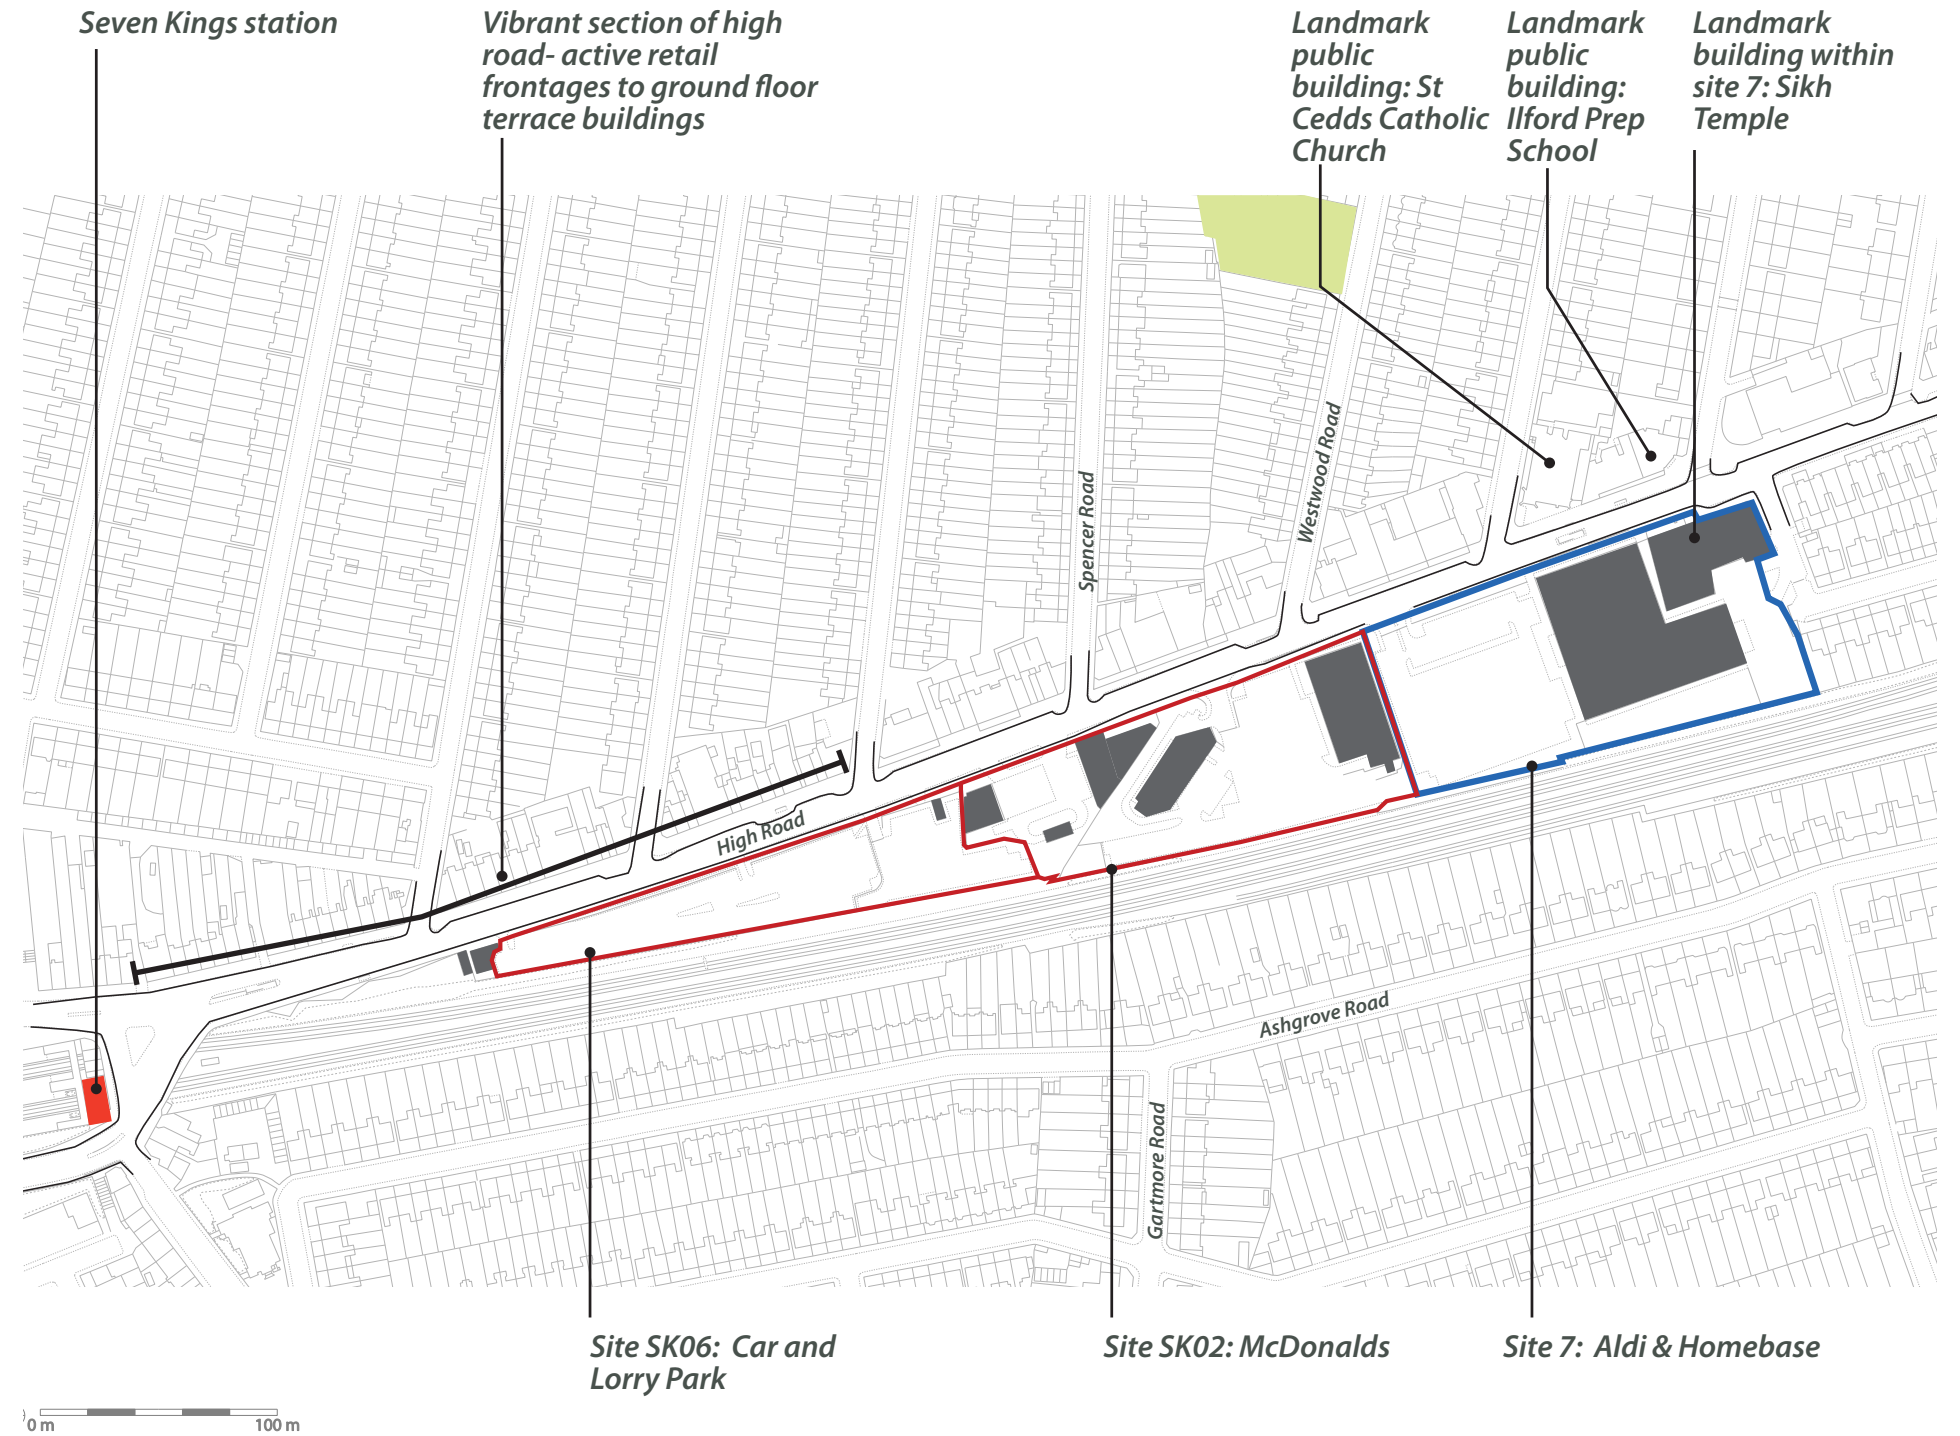 Seven Kings station
Vibrant section of high
road- active retail
frontages to ground floor
terrace buildings
Landmark
public
building: St
Cedds Catholic
Church
Landmark
public
building:
Ilford Prep
School
Landmark
building within
site 7: Sikh
Temple
Westwood Road
Spencer Road
High Road
Ashgrove Road
Gartmore Road
Site SK06: Car and
Lorry Park
Site SK02: McDonalds
Site 7: Aldi & Homebase
0 m
100 m